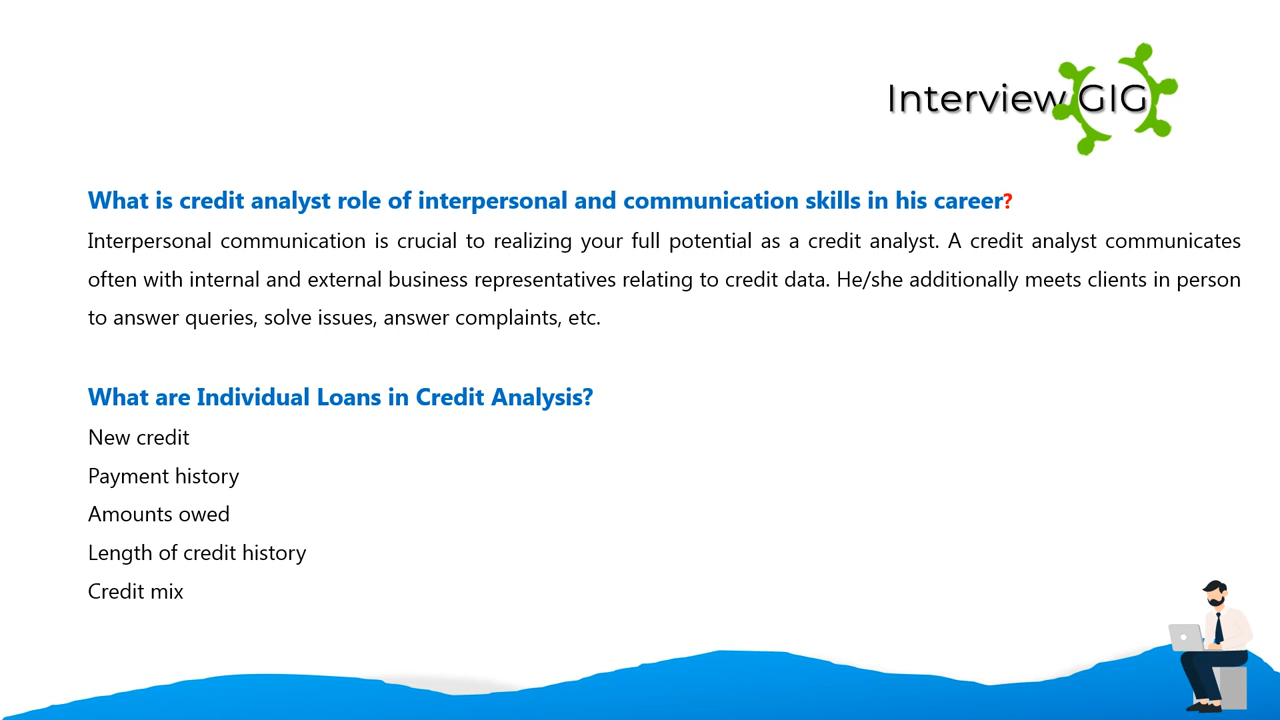 Interview GIG
What is credit analyst role of interpersonal and communication skills in his career?
Interpersonal communication is crucial to realizing your full potential as a credit analyst. A credit analyst communicates
often with internal and external business representatives relating to credit data. He/she additionally meets clients in person
to answer queries, solve issues, answer complaints, etc.
What are Individual Loans in Credit Analysis?
New credit
Payment history
Amounts owed
Length of credit history
Credit mix